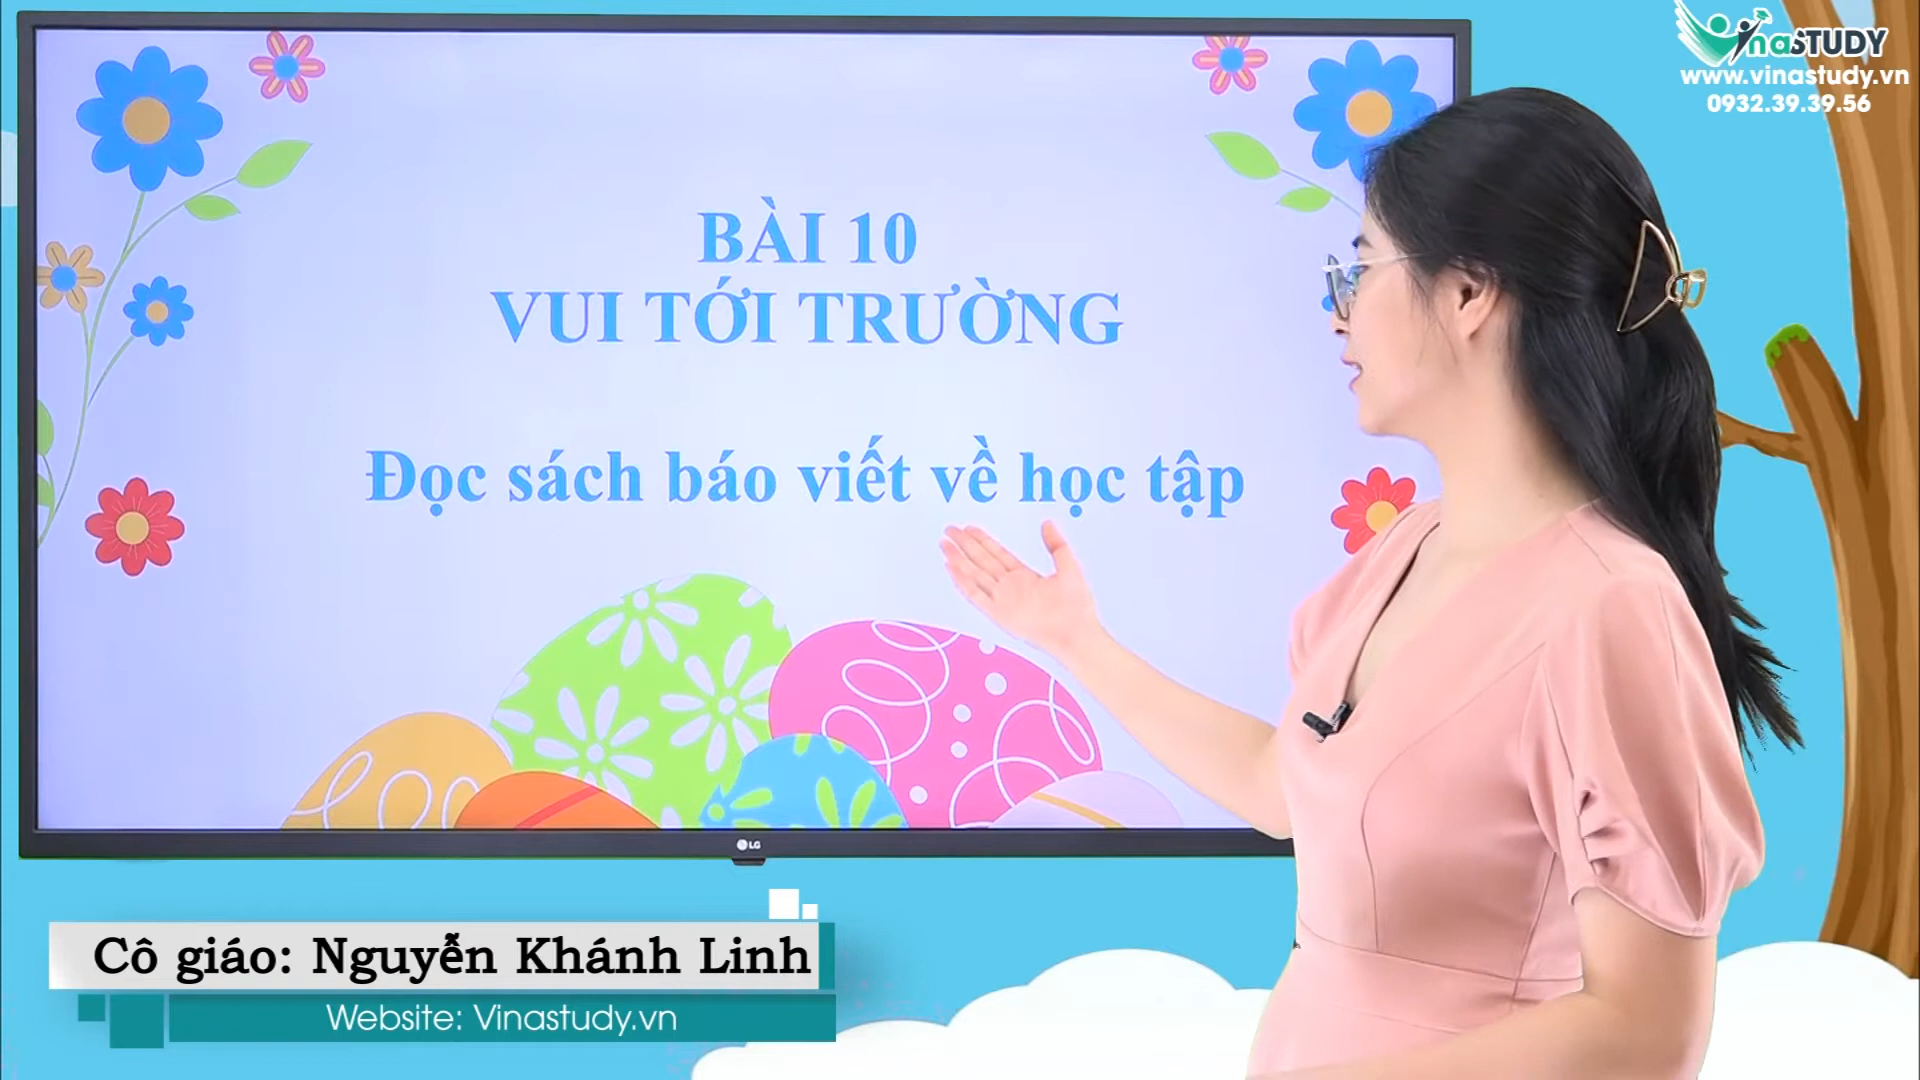 BÀI 10
VUI TỚI TRƯỜNG
Đọc sách báo viết về học tập
VinaSTUDY
www.vinastudy.vn
0932.39.39.56
LG
Cô giáo: Nguyễn Khánh Linh
Website: Vinastudy.vn